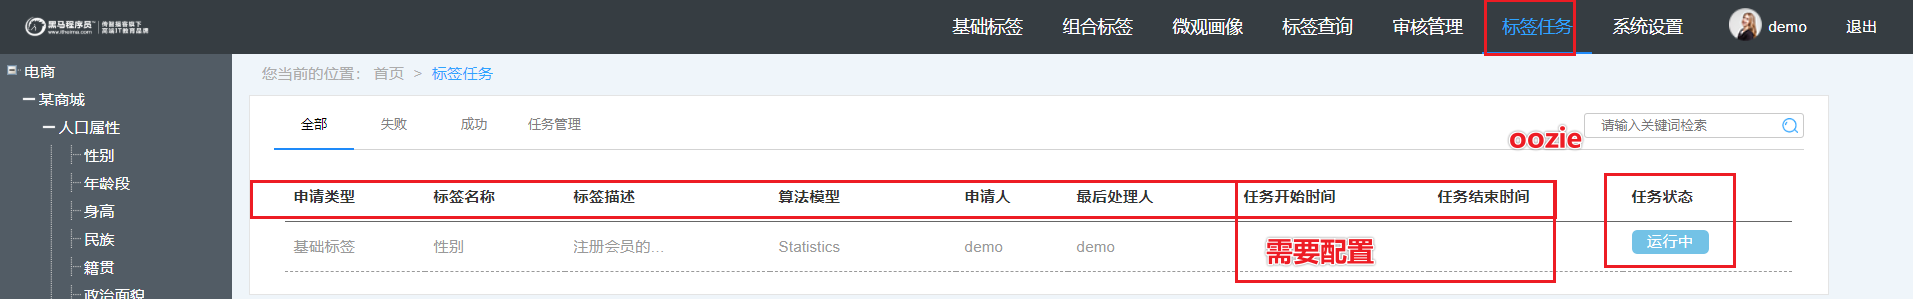 黑马程序员 传智播客旗下
www.itheima.com 高端IT教育品牌
基础标签 组合标签 微观画像 标签查询 审核管理 标签任务 系统设置 demo 退出
电商
某商城
人口属性
性别
年龄段
身高
民族
籍贯
政治面貌
您当前的位置： 首页 > 标签任务
全部 失败 成功 任务管理
oozie
请输入关键词检索
申请类型 标签名称 标签描述 算法模型 申请人 最后处理人 任务开始时间 任务结束时间 任务状态
基础标签 性别 注册会员的... Statistics demo demo 需要配置 运行中